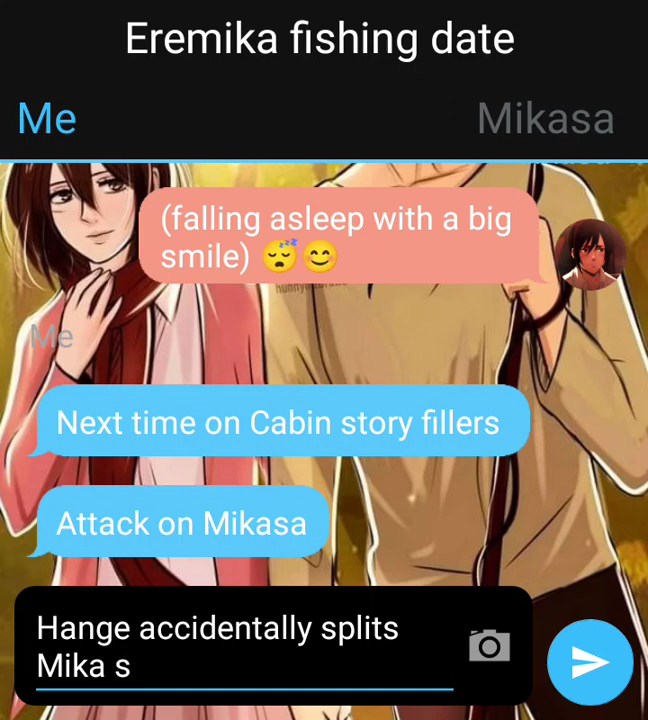 Eremika fishing date
Me
Mikasa
(falling asleep with a big
smile) 😴😊
Me
Next time on Cabin story fillers
Attack on Mikasa
Hange accidentally splits
Mika s